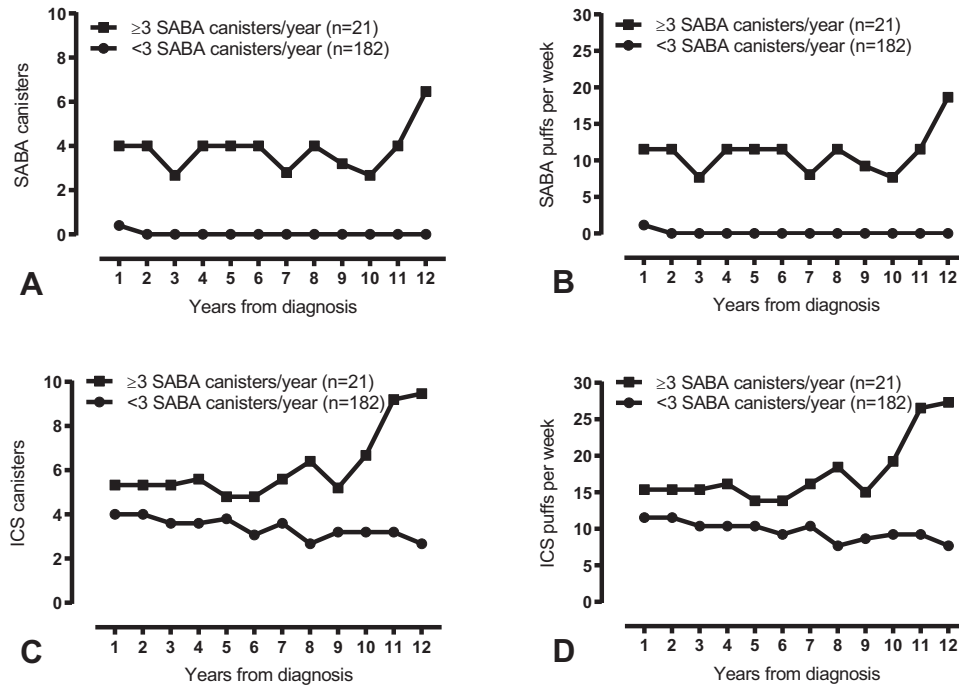 10
8
6
4
2
0
SABA canisters
≥3 SABA canisters/year (n=21)
<3 SABA canisters/year (n=182)
1 2 3 4 5 6 7 8 9 10 11 12
Years from diagnosis
A
30
25
20
15
10
5
0
SABA puffs per week
≥3 SABA canisters/year (n=21)
<3 SABA canisters/year (n=182)
1 2 3 4 5 6 7 8 9 10 11 12
Years from diagnosis
B
10
8
6
4
2
0
ICS canisters
≥3 SABA canisters/year (n=21)
<3 SABA canisters/year (n=182)
1 2 3 4 5 6 7 8 9 10 11 12
Years from diagnosis
C
30
25
20
15
10
5
0
ICS puffs per week
≥3 SABA canisters/year (n=21)
<3 SABA canisters/year (n=182)
1 2 3 4 5 6 7 8 9 10 11 12
Years from diagnosis
D